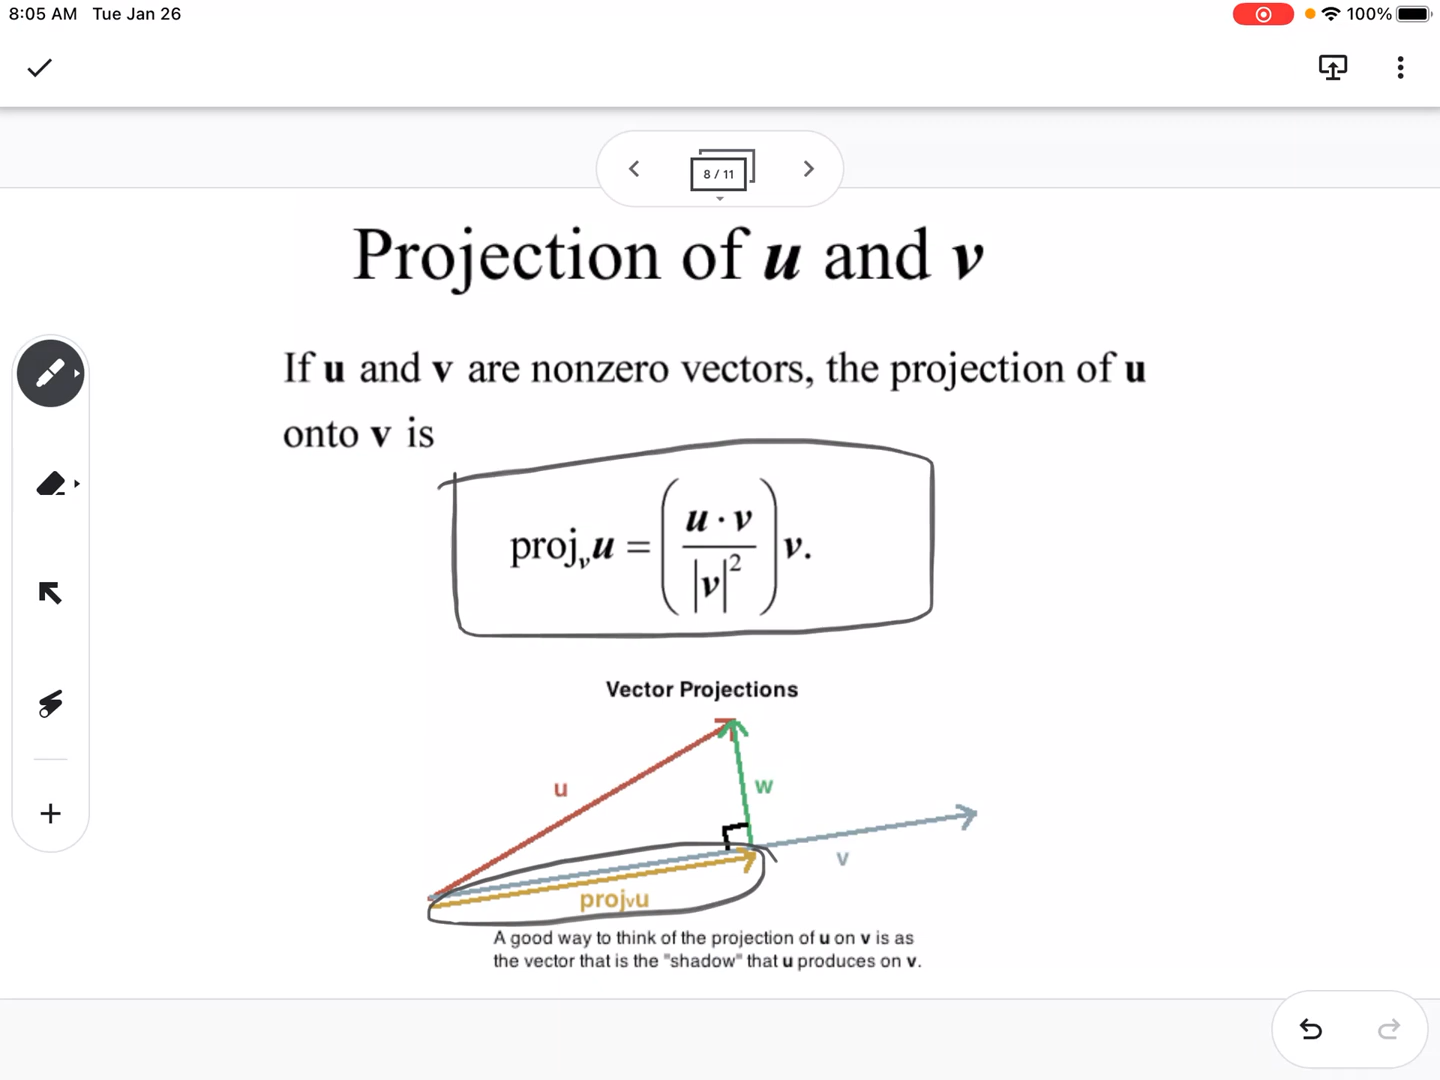 8:05 AM Tue Jan 26 100%
8 / 11
Projection of u and v
If u and v are nonzero vectors, the projection of u
onto v is
projᵥu = (u · v / |v|²) v.
Vector Projections
u
w
v
projᵥu
A good way to think of the projection of u on v is as
the vector that is the "shadow" that u produces on v.